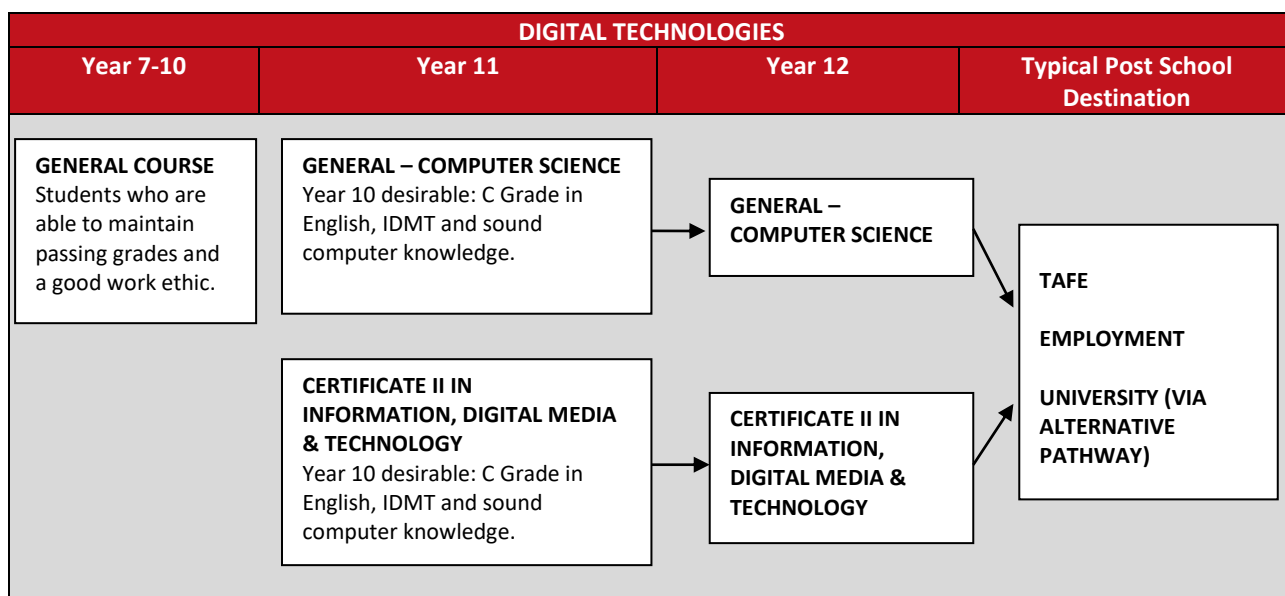 DIGITAL TECHNOLOGIES
Year 7-10
Year 11
Year 12
Typical Post School
Destination
GENERAL COURSE
Students who are
able to maintain
passing grades and
a good work ethic.
GENERAL – COMPUTER SCIENCE
Year 10 desirable: C Grade in
English, IDMT and sound
computer knowledge.
CERTIFICATE II IN
INFORMATION, DIGITAL MEDIA
& TECHNOLOGY
Year 10 desirable: C Grade in
English, IDMT and sound
computer knowledge.
GENERAL –
COMPUTER SCIENCE
CERTIFICATE II IN
INFORMATION,
DIGITAL MEDIA &
TECHNOLOGY
TAFE
EMPLOYMENT
UNIVERSITY (VIA
ALTERNATIVE
PATHWAY)